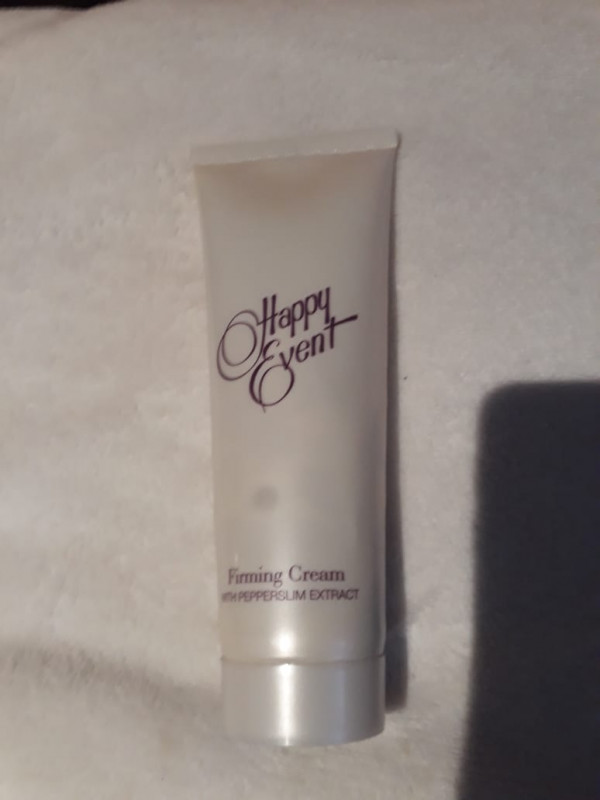 Happy
Event
Firming Cream
WITH PEPPERSLIM EXTRACT